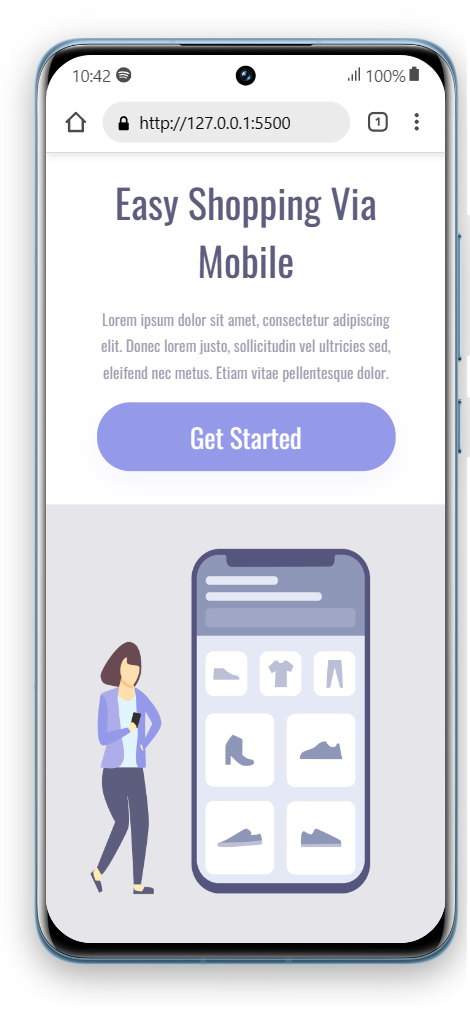 10:42
100%
http://127.0.0.1:5500
1
Easy Shopping Via
Mobile
Lorem ipsum dolor sit amet, consectetur adipiscing
elit. Donec lorem justo, sollicitudin vel ultricies sed,
eleifend nec metus. Etiam vitae pellentesque dolor.
Get Started